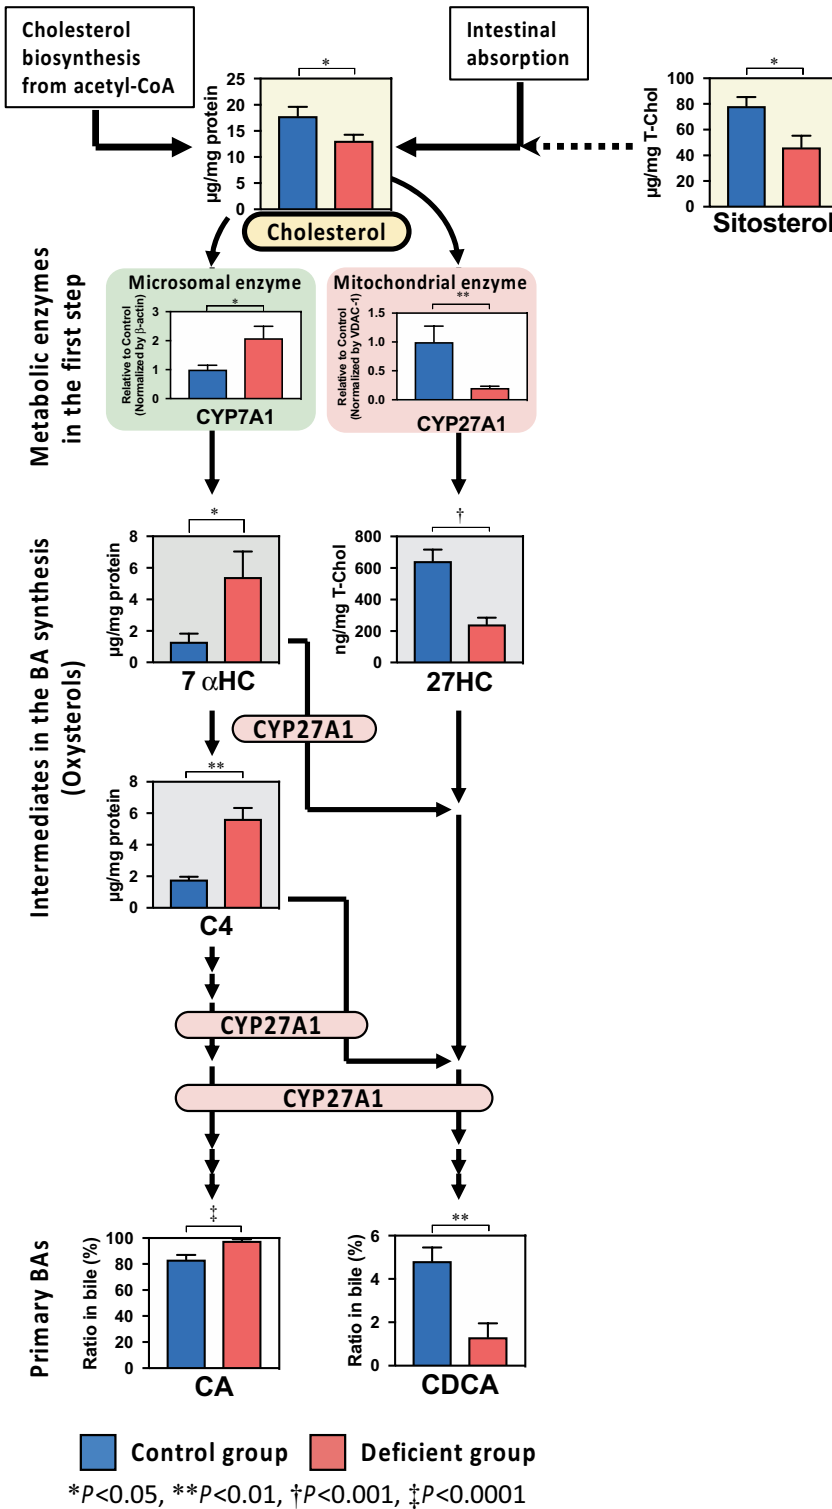 Cholesterol
biosynthesis
from acetyl-CoA
Intestinal
absorption
*
µg/mg protein
25
20
15
10
5
0
Cholesterol
*
µg/mg T-Chol
100
80
60
40
20
0
Sitosterol
Metabolic enzymes
in the first step
Microsomal enzyme
*
Relative to Control
(Normalized by β-actin)
3
2
1
0
CYP7A1
Mitochondrial enzyme
**
Relative to Control
(Normalized by VDAC-1)
1.5
1.0
0.5
0.0
CYP27A1
Intermediates in the BA synthesis
(Oxysterols)
*
µg/mg protein
8
6
4
2
0
7 αHC
†
ng/mg T-Chol
800
600
400
200
0
27HC
CYP27A1
**
µg/mg protein
8
6
4
2
0
C4
CYP27A1
CYP27A1
Primary BAs
‡
Ratio in bile (%)
100
80
60
40
20
0
CA
**
Ratio in bile (%)
6
4
2
0
CDCA
Control group
Deficient group
*P<0.05, **P<0.01, †P<0.001, ‡P<0.0001